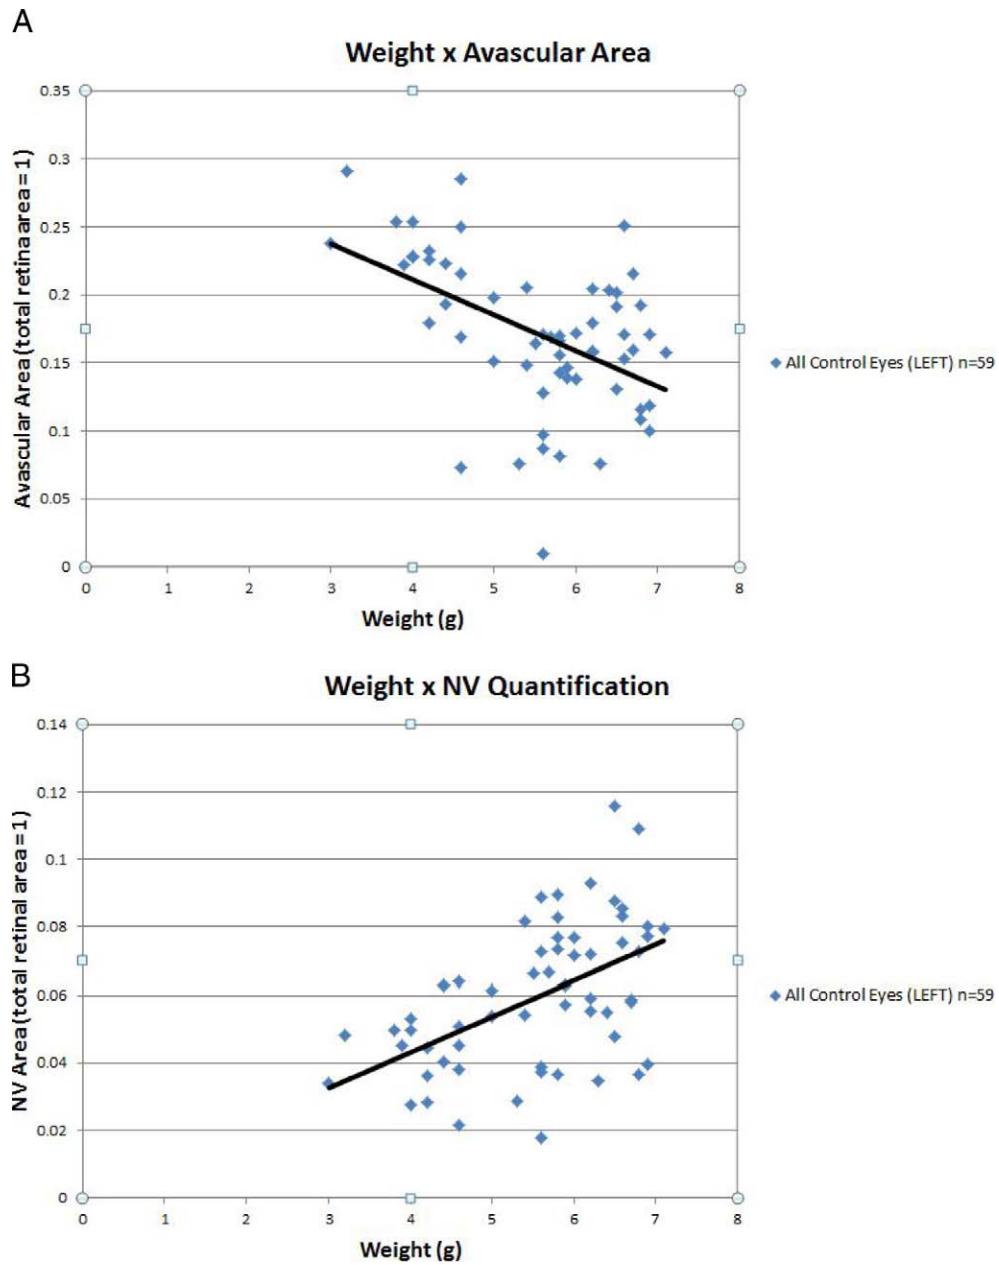 A
Weight x Avascular Area
Avascular Area (total retina area = 1)
0.35
0.3
0.25
0.2
0.15
0.1
0.05
0
0 1 2 3 4 5 6 7 8
Weight (g)
All Control Eyes (LEFT) n=59
B
Weight x NV Quantification
NV Area (total retinal area = 1)
0.14
0.12
0.1
0.08
0.06
0.04
0.02
0
0 1 2 3 4 5 6 7 8
Weight (g)
All Control Eyes (LEFT) n=59